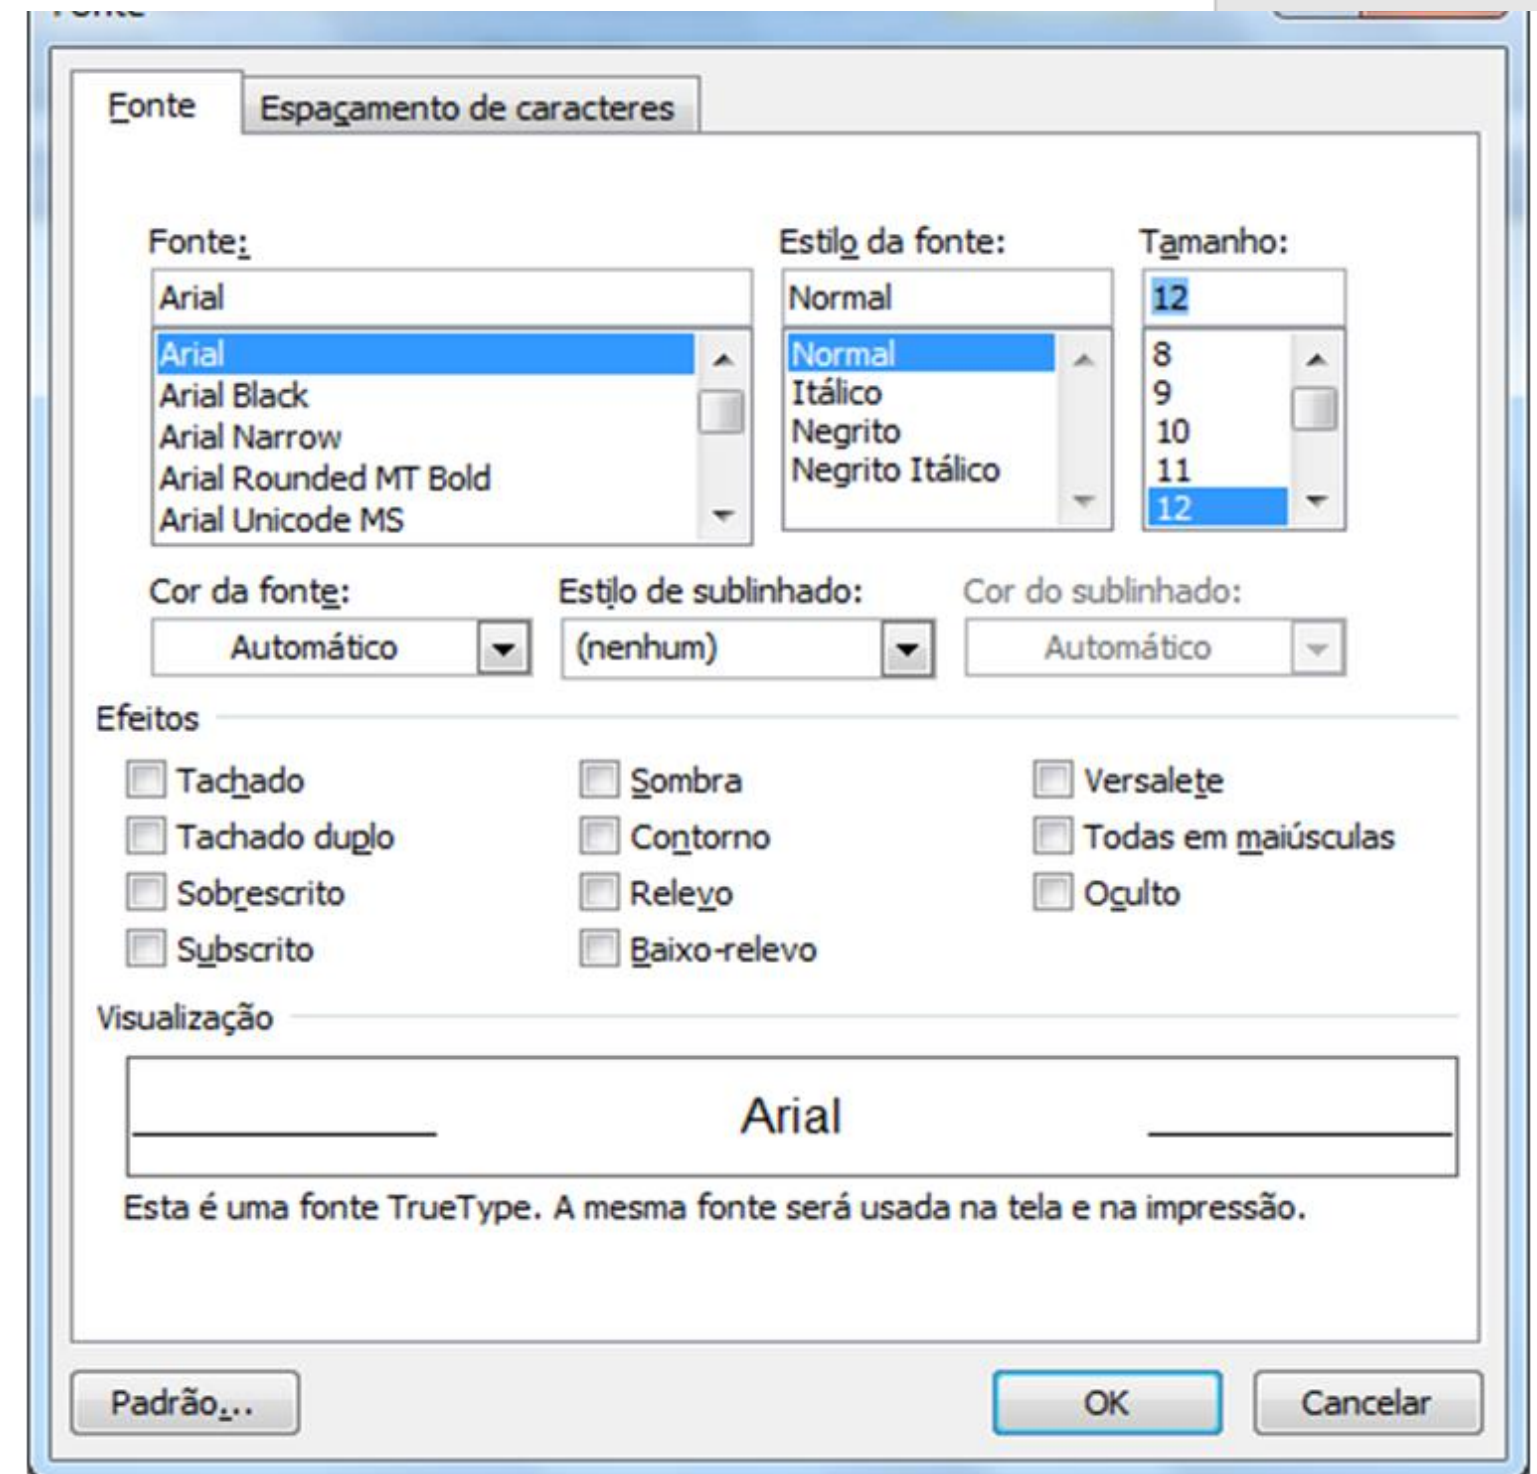 Fonte
Fonte Espaçamento de caracteres
Fonte: Estilo da fonte: Tamanho:
Arial Normal 12
Arial Normal 8
Arial Black Itálico 9
Arial Narrow Negrito 10
Arial Rounded MT Bold Negrito Itálico 11
Arial Unicode MS 12
Cor da fonte: Estilo de sublinhado: Cor do sublinhado:
Automático (nenhum) Automático
Efeitos
Tachado Sombra Versalete
Tachado duplo Contorno Todas em maiúsculas
Sobrescrito Relevo Oculto
Subscrito Baixo-relevo
Visualização
Arial
Esta é uma fonte TrueType. A mesma fonte será usada na tela e na impressão.
Padrão... OK Cancelar